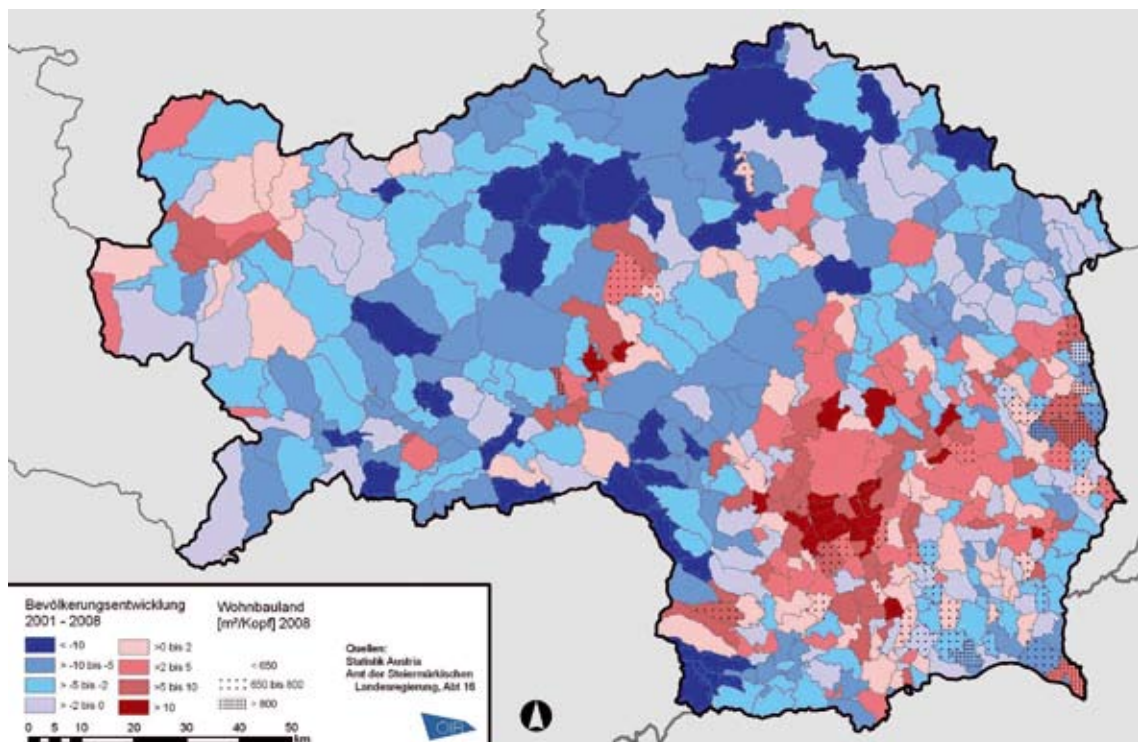 Bevölkerungsentwicklung
2001 - 2008
< -10
> -10 bis -5
> -5 bis -2
> -2 bis 0
>0 bis 2
>2 bis 5
>5 bis 10
> 10
Wohnbauland
[m²/Kopf] 2008
< 650
650 bis 800
> 800
Quellen:
Statistik Austria
Amt der Steiermärkischen
Landesregierung, Abt 16
0 5 10 20 30 40 50
km